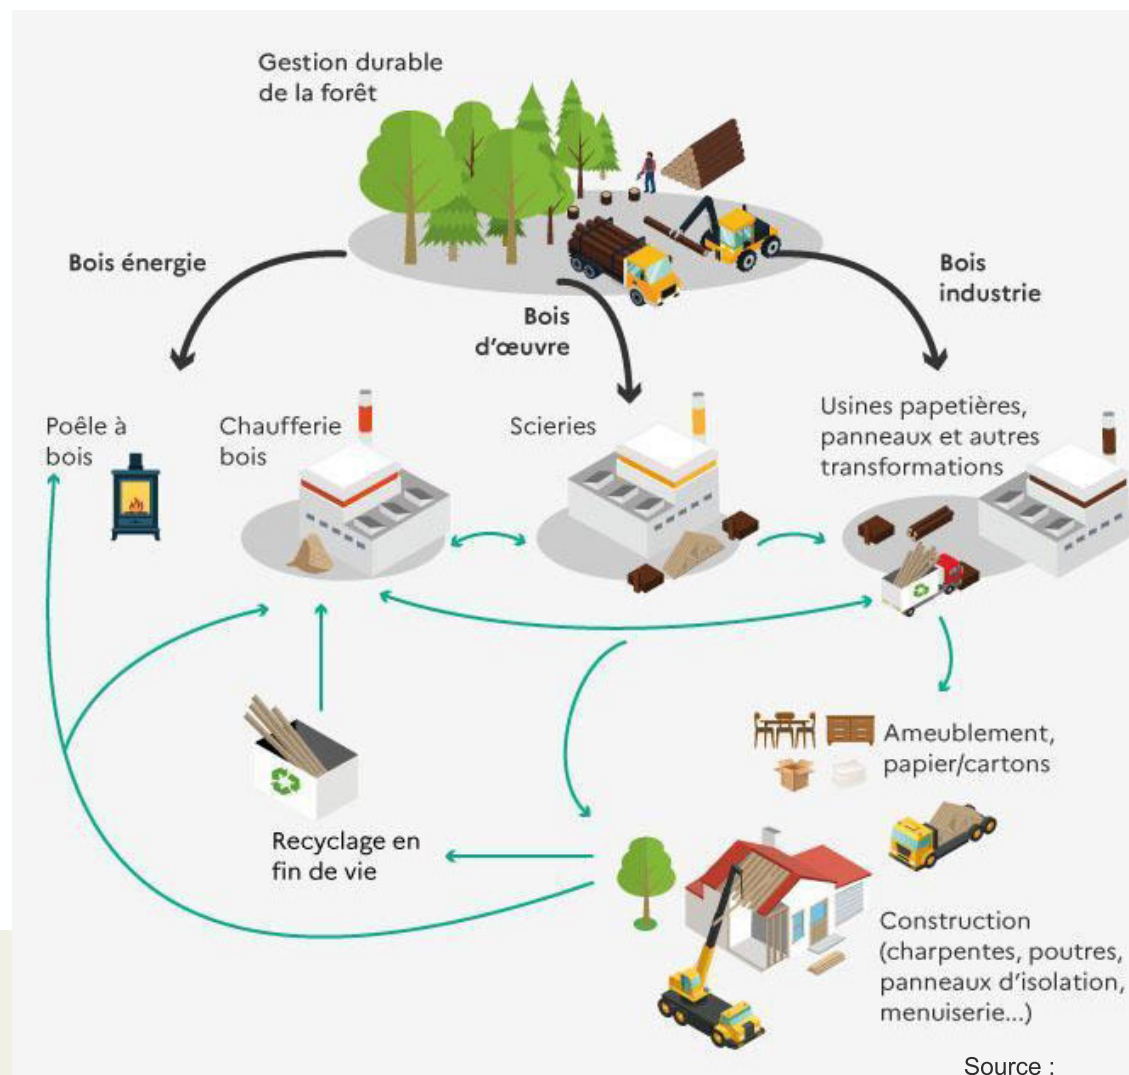 Gestion durable
de la forêt
Bois énergie
Bois
d'œuvre
Bois
industrie
Poêle à
bois
Chaufferie
bois
Scieries
Usines papetières,
panneaux et autres
transformations
Ameublement,
papier/cartons
Recyclage en
fin de vie
Construction
(charpentes, poutres,
panneaux d'isolation,
menuiserie...)
Source :